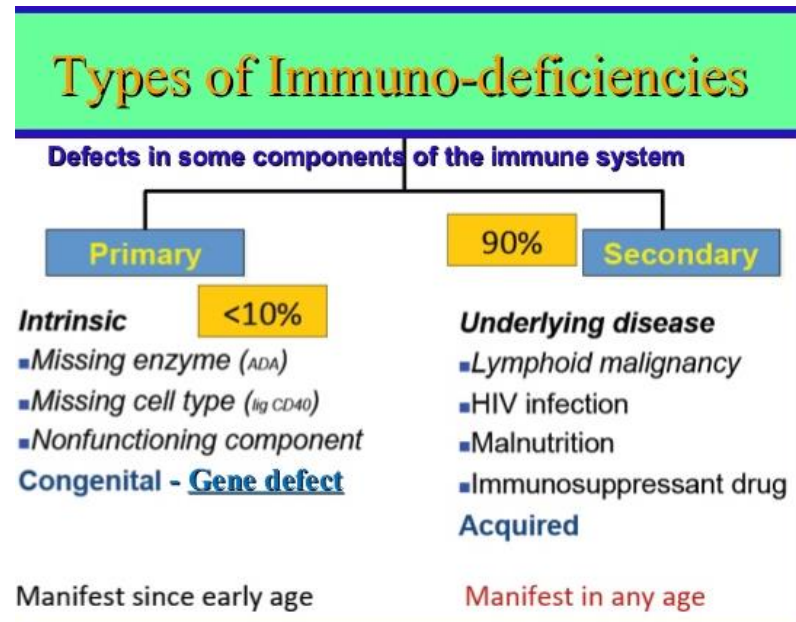 Types of Immuno-deficiencies
Defects in some components of the immune system
Primary
<10%
Intrinsic
Missing enzyme (ADA)
Missing cell type (lig CD40)
Nonfunctioning component
Congenital - Gene defect
Manifest since early age
90%
Secondary
Underlying disease
Lymphoid malignancy
HIV infection
Malnutrition
Immunosuppressant drug
Acquired
Manifest in any age